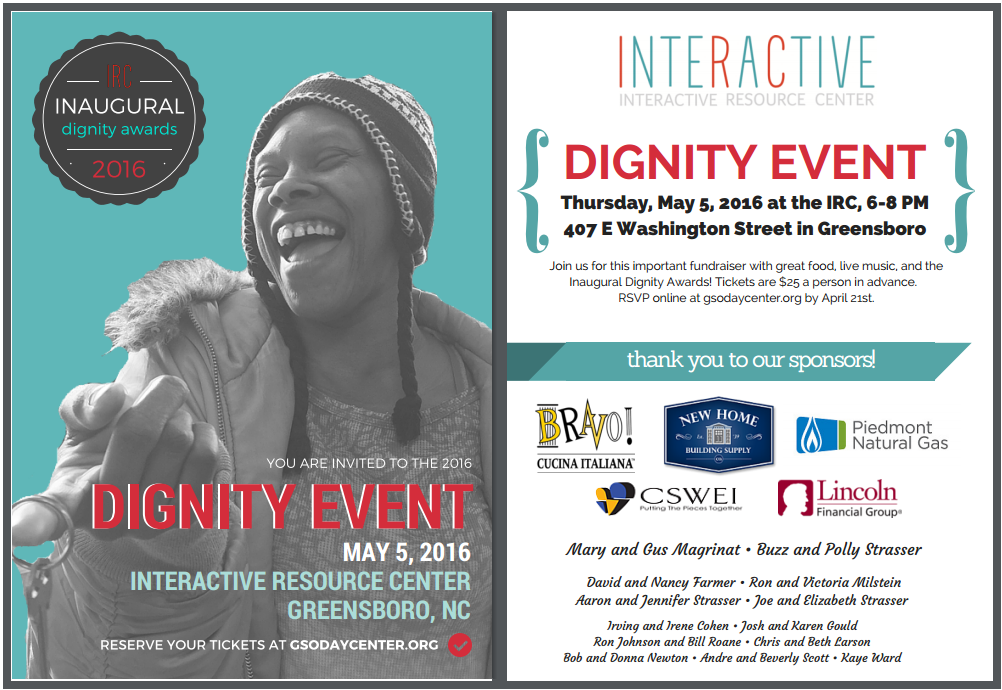 IRC
INAUGURAL
dignity awards
2016
YOU ARE INVITED TO THE 2016
DIGNITY EVENT
MAY 5, 2016
INTERACTIVE RESOURCE CENTER
GREENSBORO, NC
RESERVE YOUR TICKETS AT GSODAYCENTER.ORG
INTERACTIVE
INTERACTIVE RESOURCE CENTER
DIGNITY EVENT
Thursday, May 5, 2016 at the IRC, 6-8 PM
407 E Washington Street in Greensboro
Join us for this important fundraiser with great food, live music, and the
Inaugural Dignity Awards! Tickets are $25 a person in advance.
RSVP online at gsodaycenter.org by April 21st.
thank you to our sponsors!
BRAVO!
CUCINA ITALIANA™
NEW HOME
BUILDING SUPPLY
Piedmont
Natural Gas
CSWEI
Putting The Pieces Together
Lincoln
Financial Group®
Mary and Gus Magrinat • Buzz and Polly Strasser
David and Nancy Farmer • Ron and Victoria Milstein
Aaron and Jennifer Strasser • Joe and Elizabeth Strasser
Irving and Irene Cohen • Josh and Karen Gould
Ron Johnson and Bill Roane • Chris and Beth Larson
Bob and Donna Newton • Andre and Beverly Scott • Kaye Ward